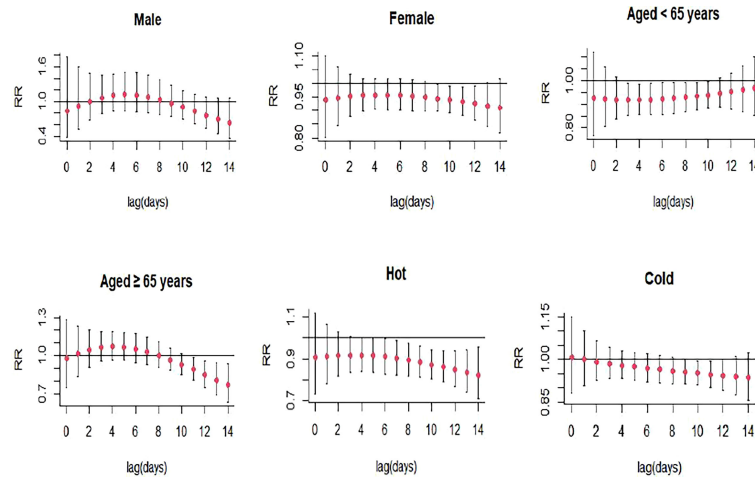 Male
RR
0.4 1.0 1.6
0 2 4 6 8 10 12 14
lag(days)
Female
RR
0.80 0.95 1.10
0 2 4 6 8 10 12 14
lag(days)
Aged < 65 years
RR
0.80 1.00
0 2 4 6 8 10 12 14
lag(days)
Aged ≥ 65 years
RR
0.7 1.0 1.3
0 2 4 6 8 10 12 14
lag(days)
Hot
RR
0.7 0.9 1.1
0 2 4 6 8 10 12 14
lag(days)
Cold
RR
0.85 1.00 1.15
0 2 4 6 8 10 12 14
lag(days)